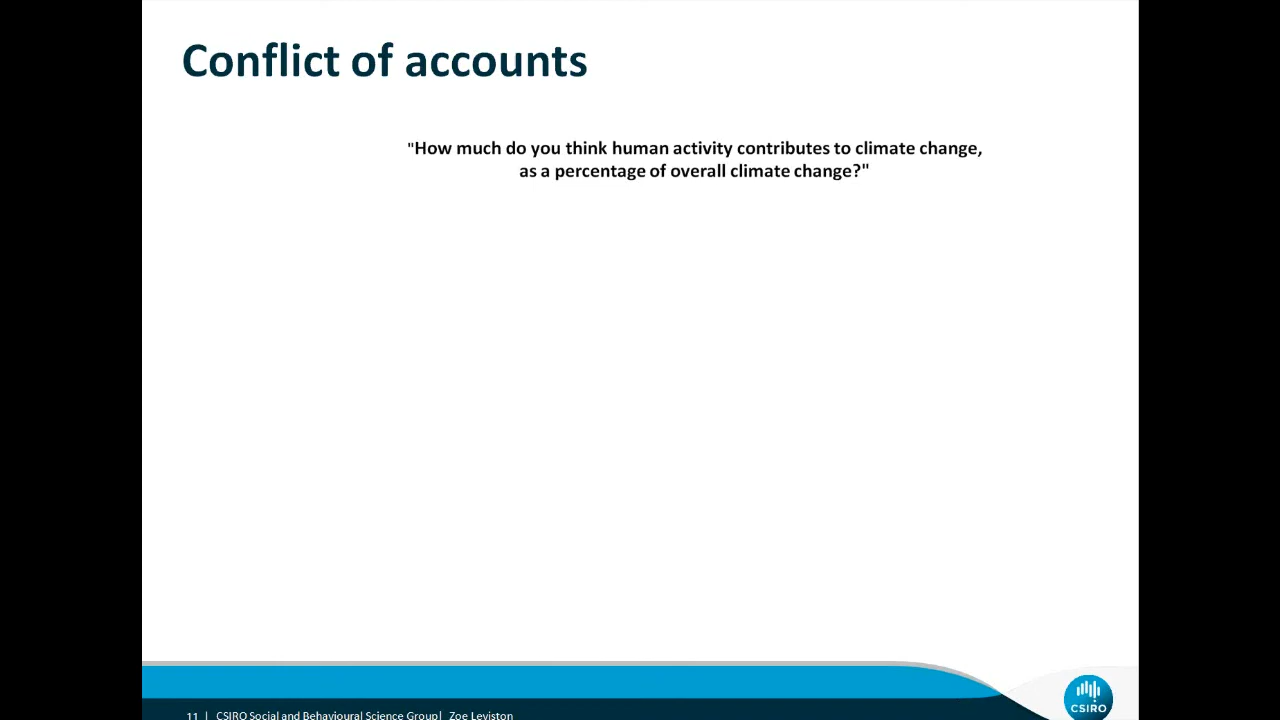 Conflict of accounts
"How much do you think human activity contributes to climate change,
as a percentage of overall climate change?"
11 | CSIRO Social and Behavioural Science Group| Zoe Leviston
CSIRO